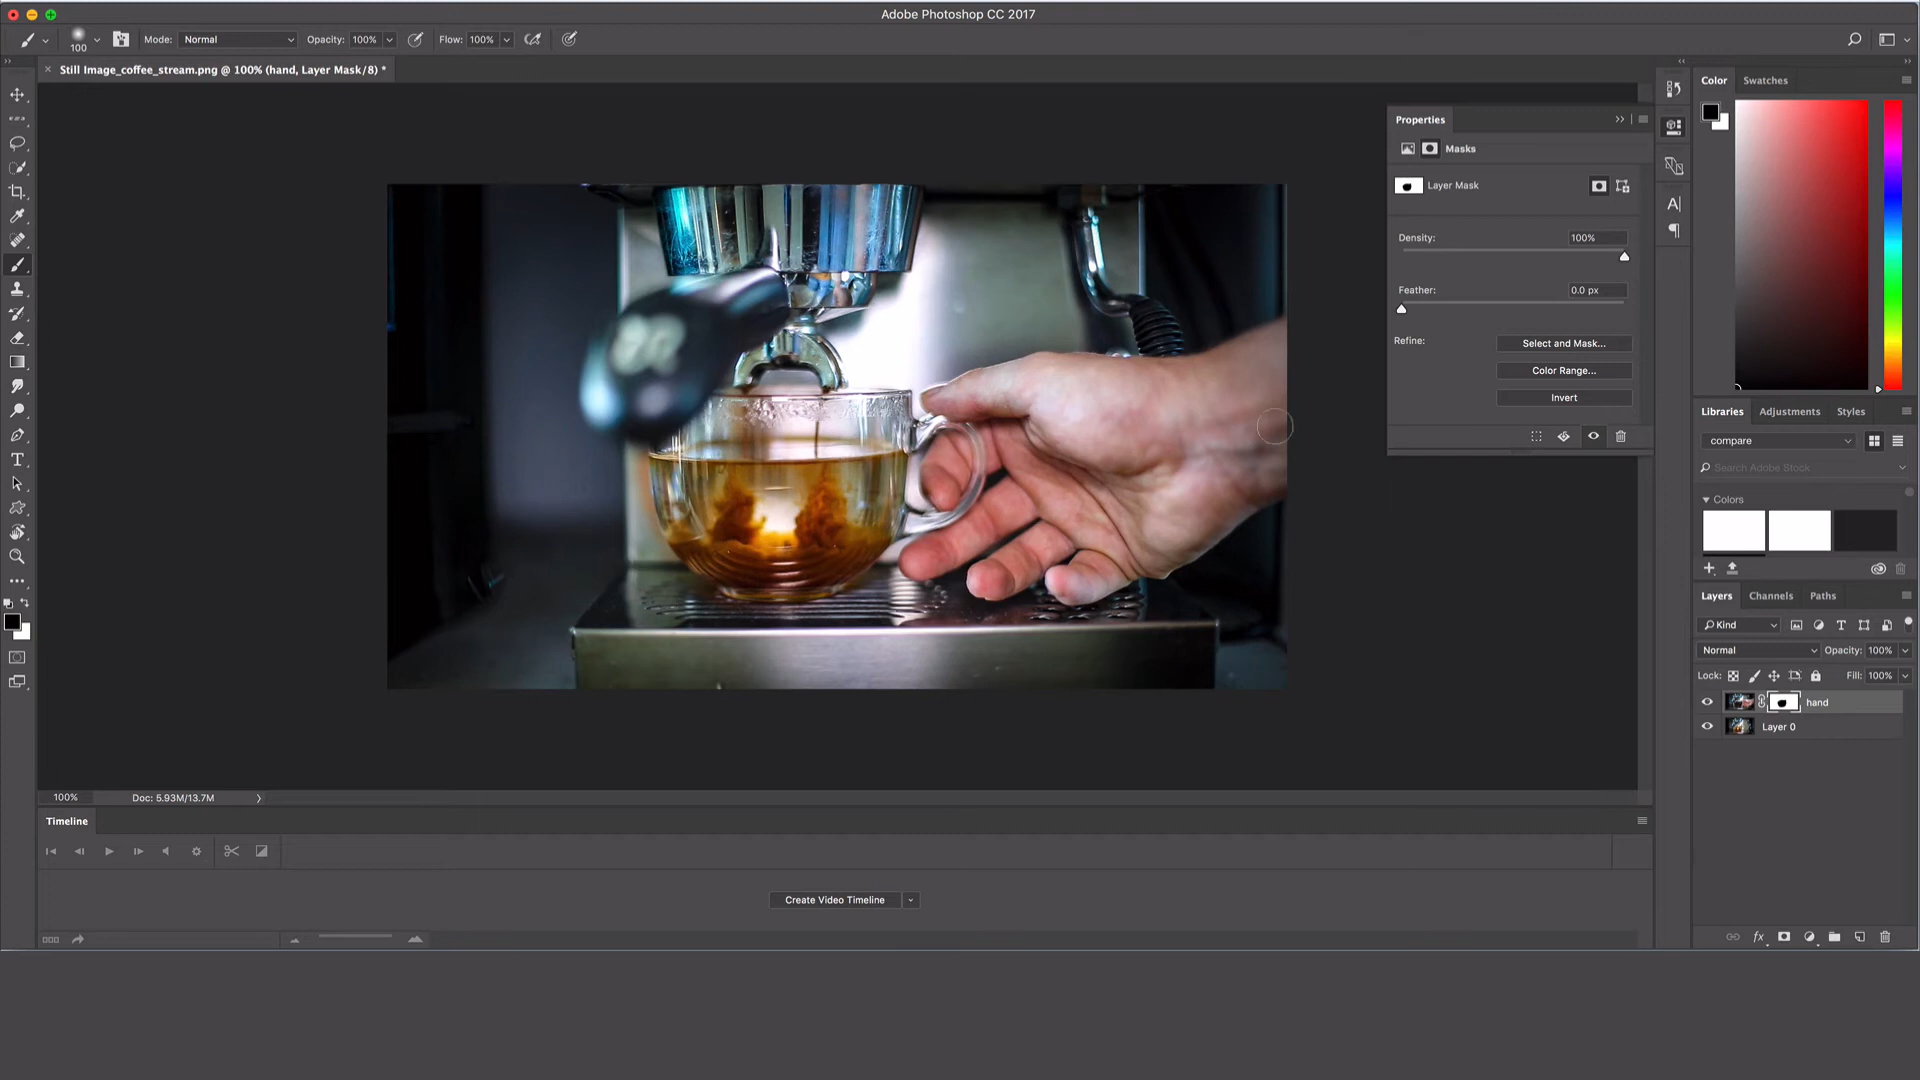 Adobe Photoshop CC 2017
100
Mode: Normal
Opacity: 100%
Flow: 100%
Still Image_coffee_stream.png @ 100% (hand, Layer Mask/8) *
Properties
Masks
Layer Mask
Density: 100%
Feather: 0.0 px
Refine:
Select and Mask...
Color Range...
Invert
Color
Swatches
Libraries
Adjustments
Styles
compare
Search Adobe Stock
Colors
Layers
Channels
Paths
Kind
Normal
Opacity: 100%
Lock:
Fill: 100%
hand
Layer 0
100%
Doc: 5.93M/13.7M
Timeline
Create Video Timeline